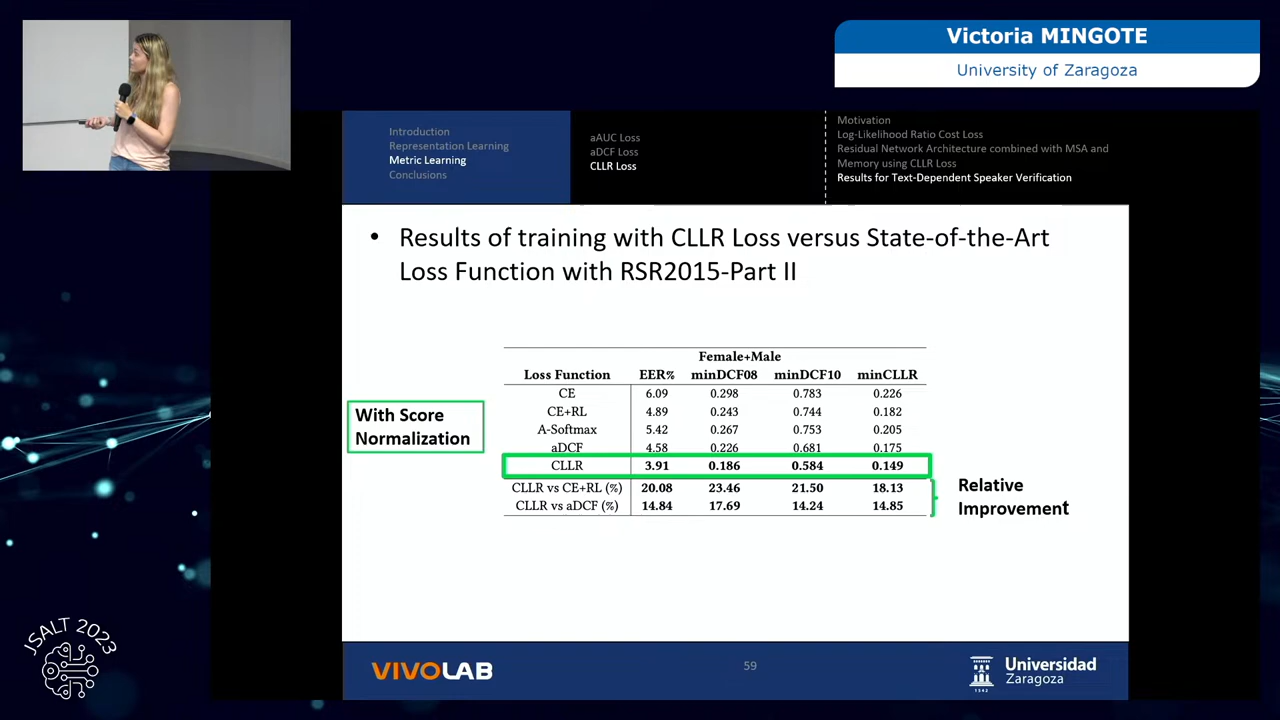 Victoria MINGOTE
University of Zaragoza
Introduction
Representation Learning
Metric Learning
Conclusions
aAUC Loss
aDCF Loss
CLLR Loss
Motivation
Log-Likelihood Ratio Cost Loss
Residual Network Architecture combined with MSA and
Memory using CLLR Loss
Results for Text-Dependent Speaker Verification
• Results of training with CLLR Loss versus State-of-the-Art
Loss Function with RSR2015-Part II
With Score
Normalization
Female+Male
Loss Function EER% minDCF08 minDCF10 minCLLR
CE 6.09 0.298 0.783 0.226
CE+RL 4.89 0.243 0.744 0.182
A-Softmax 5.42 0.267 0.753 0.205
aDCF 4.58 0.226 0.681 0.175
CLLR 3.91 0.186 0.584 0.149
CLLR vs CE+RL (%) 20.08 23.46 21.50 18.13
CLLR vs aDCF (%) 14.84 17.69 14.24 14.85
Relative
Improvement
JSALT 2023
VIVOLAB
59
1542
Universidad
Zaragoza